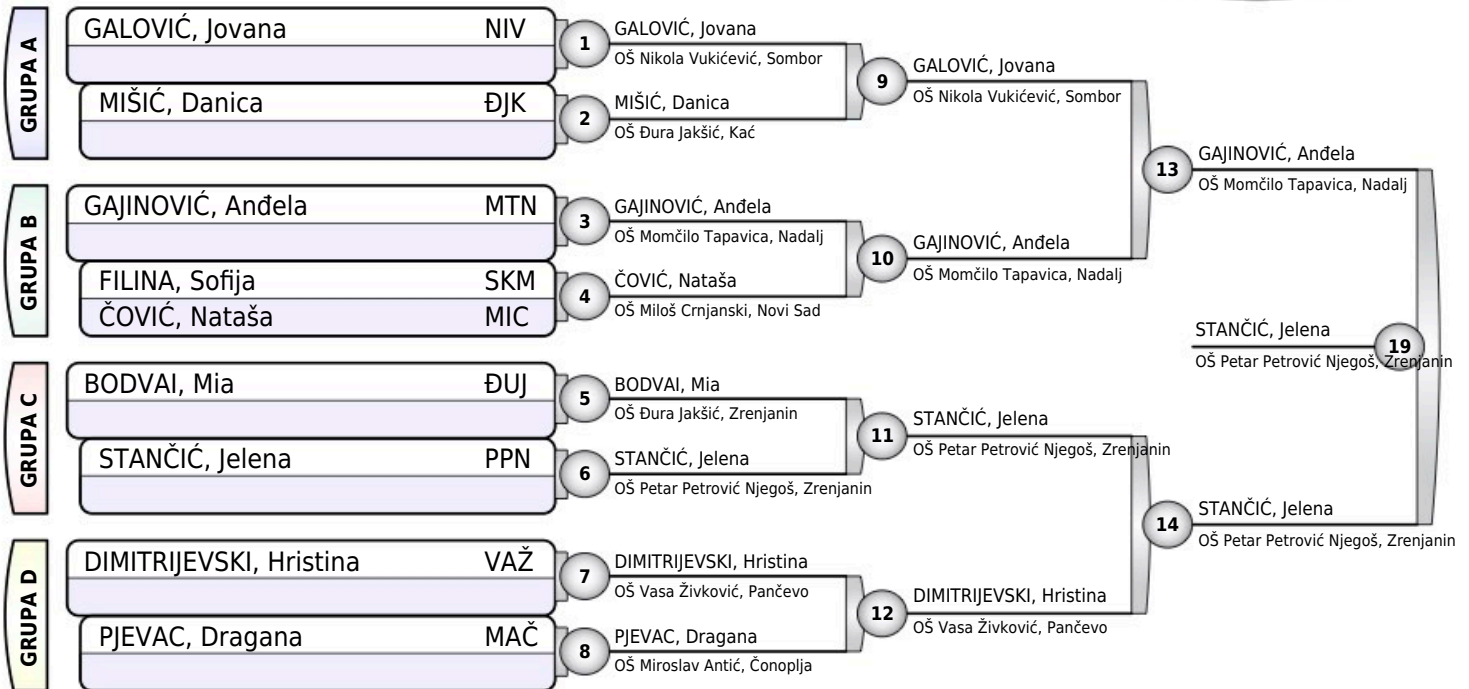 GRUPA A
GALOVIĆ, Jovana NIV
MIŠIĆ, Danica ĐJK
GRUPA B
GAJINOVIĆ, Anđela MTN
FILINA, Sofija SKM
ČOVIĆ, Nataša MIC
GRUPA C
BODVAI, Mia ĐUJ
STANČIĆ, Jelena PPN
GRUPA D
DIMITRIJEVSKI, Hristina VAŽ
PJEVAC, Dragana MAČ
1
GALOVIĆ, Jovana
OŠ Nikola Vukićević, Sombor
2
MIŠIĆ, Danica
OŠ Đura Jakšić, Kać
3
GAJINOVIĆ, Anđela
OŠ Momčilo Tapavica, Nadalj
4
ČOVIĆ, Nataša
OŠ Miloš Crnjanski, Novi Sad
5
BODVAI, Mia
OŠ Đura Jakšić, Zrenjanin
6
STANČIĆ, Jelena
OŠ Petar Petrović Njegoš, Zrenjanin
7
DIMITRIJEVSKI, Hristina
OŠ Vasa Živković, Pančevo
8
PJEVAC, Dragana
OŠ Miroslav Antić, Čonoplja
9
GALOVIĆ, Jovana
OŠ Nikola Vukićević, Sombor
10
GAJINOVIĆ, Anđela
OŠ Momčilo Tapavica, Nadalj
11
STANČIĆ, Jelena
OŠ Petar Petrović Njegoš, Zrenjanin
12
DIMITRIJEVSKI, Hristina
OŠ Vasa Živković, Pančevo
13
GAJINOVIĆ, Anđela
OŠ Momčilo Tapavica, Nadalj
14
STANČIĆ, Jelena
OŠ Petar Petrović Njegoš, Zrenjanin
19
STANČIĆ, Jelena
OŠ Petar Petrović Njegoš, Zrenjanin